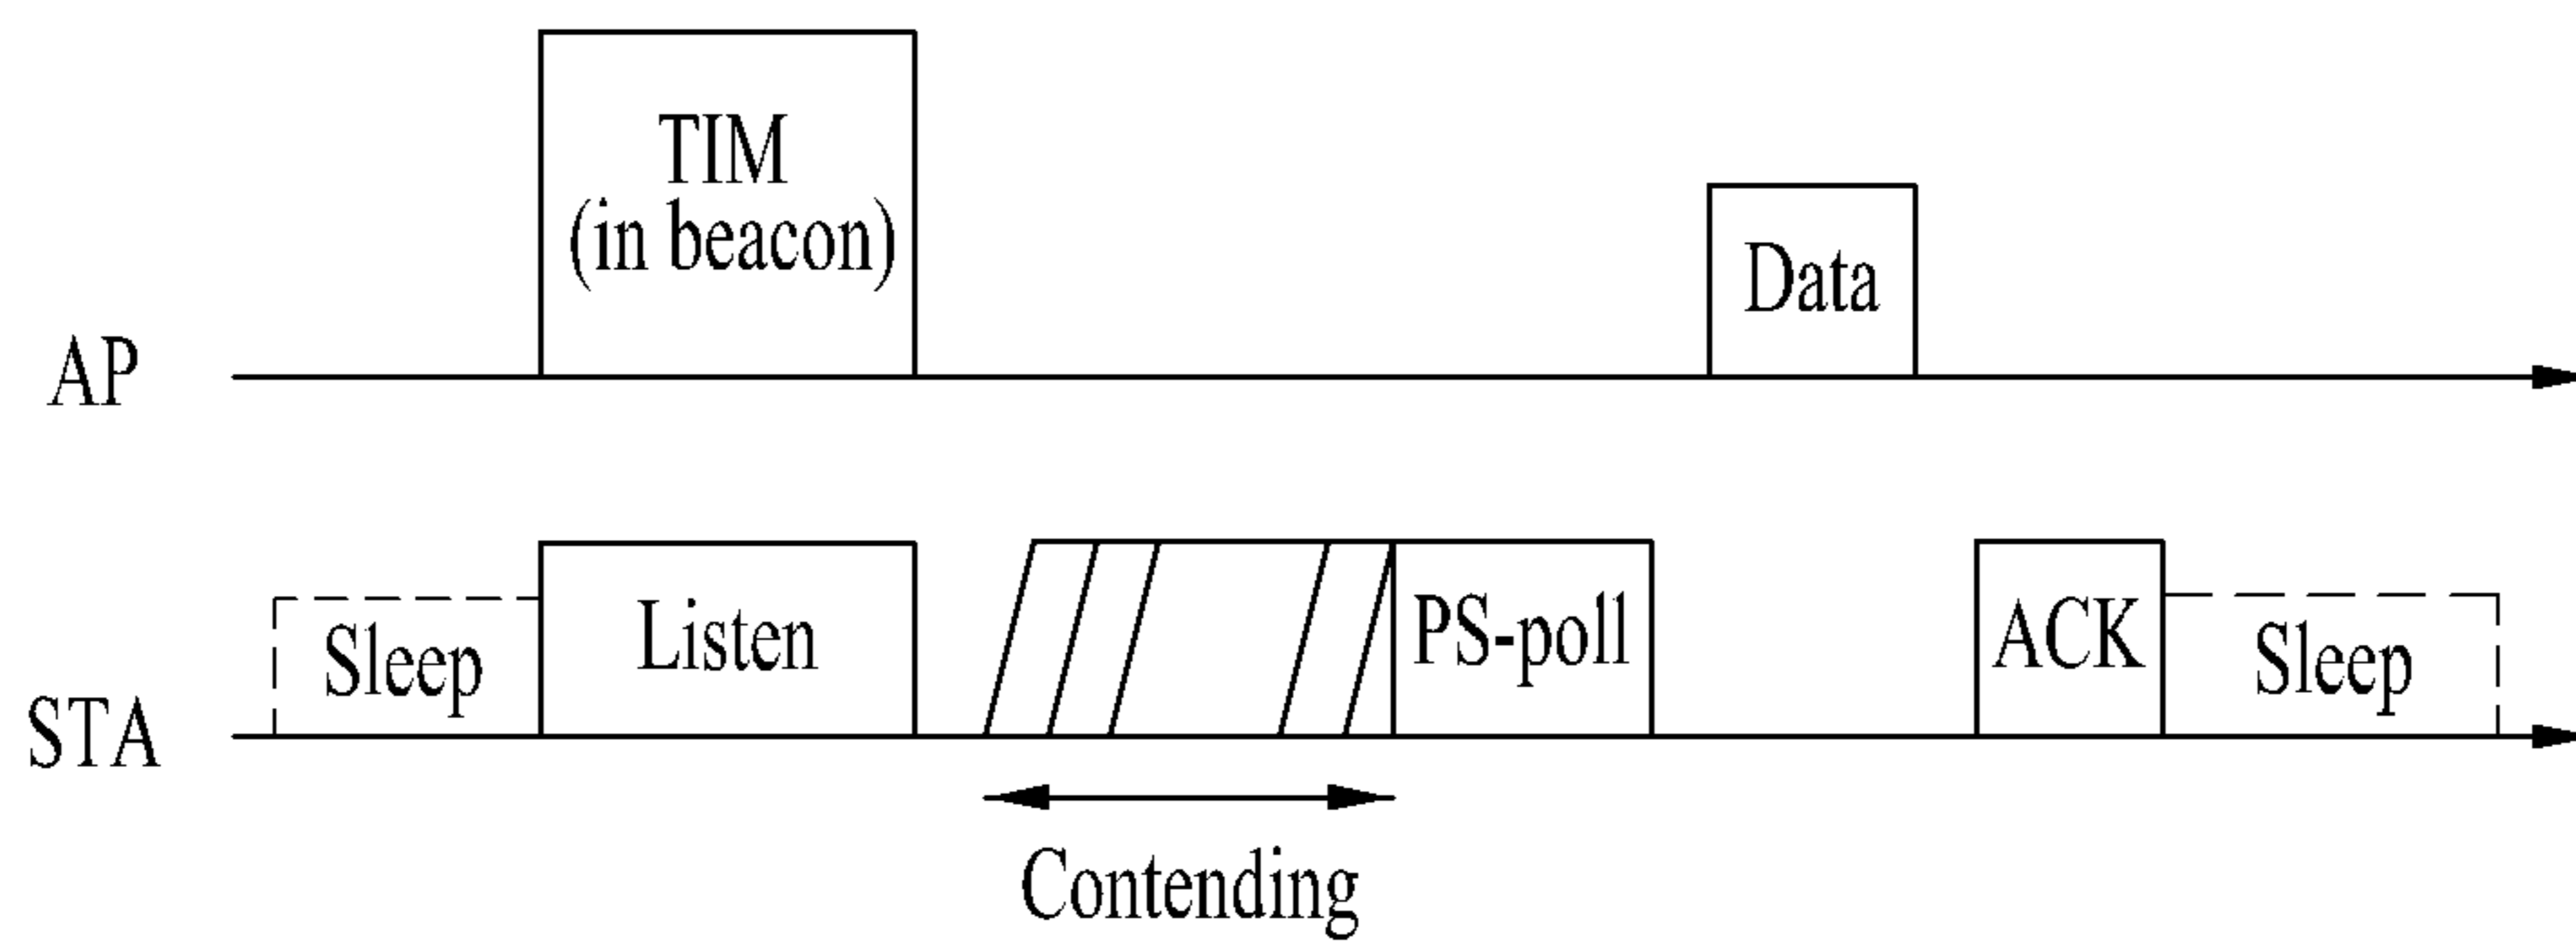 TIM
(in beacon)
Data
AP
Sleep
Listen
PS-poll
ACK
Sleep
STA
Contending